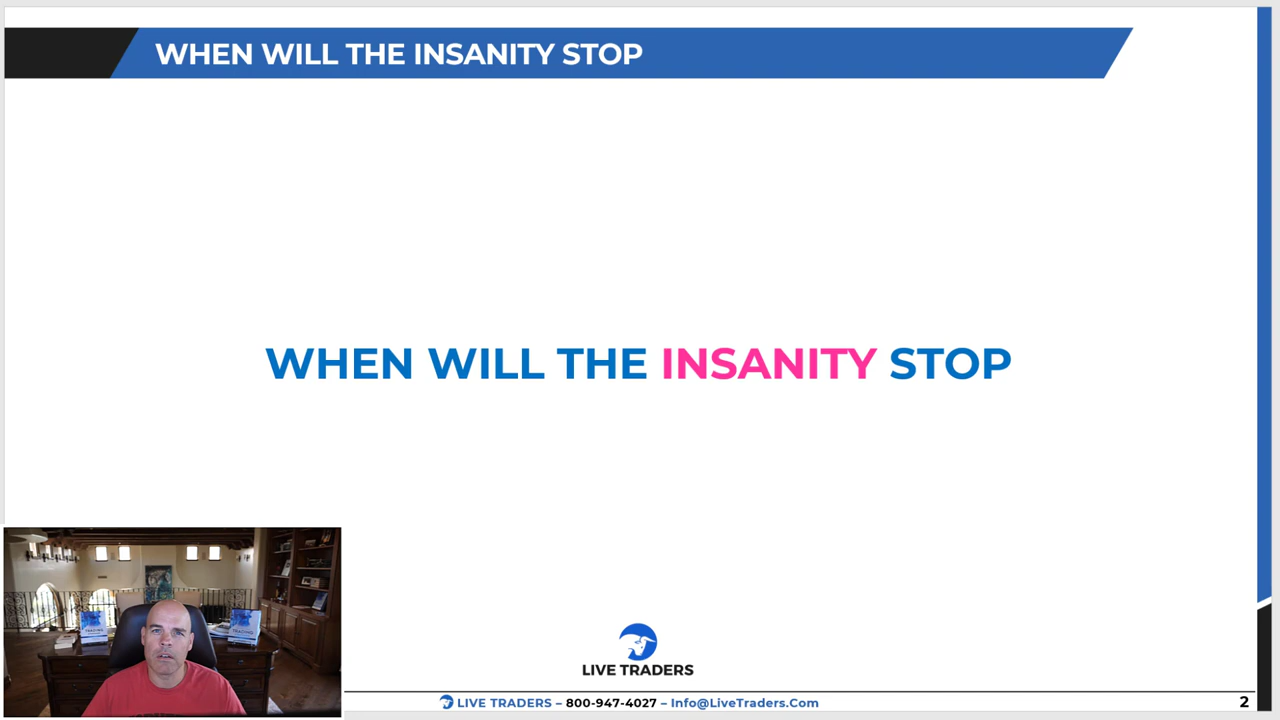 WHEN WILL THE INSANITY STOP
WHEN WILL THE INSANITY STOP
TRADING
LIVE TRADERS
LIVE TRADERS – 800-947-4027 – Info@LiveTraders.Com
2